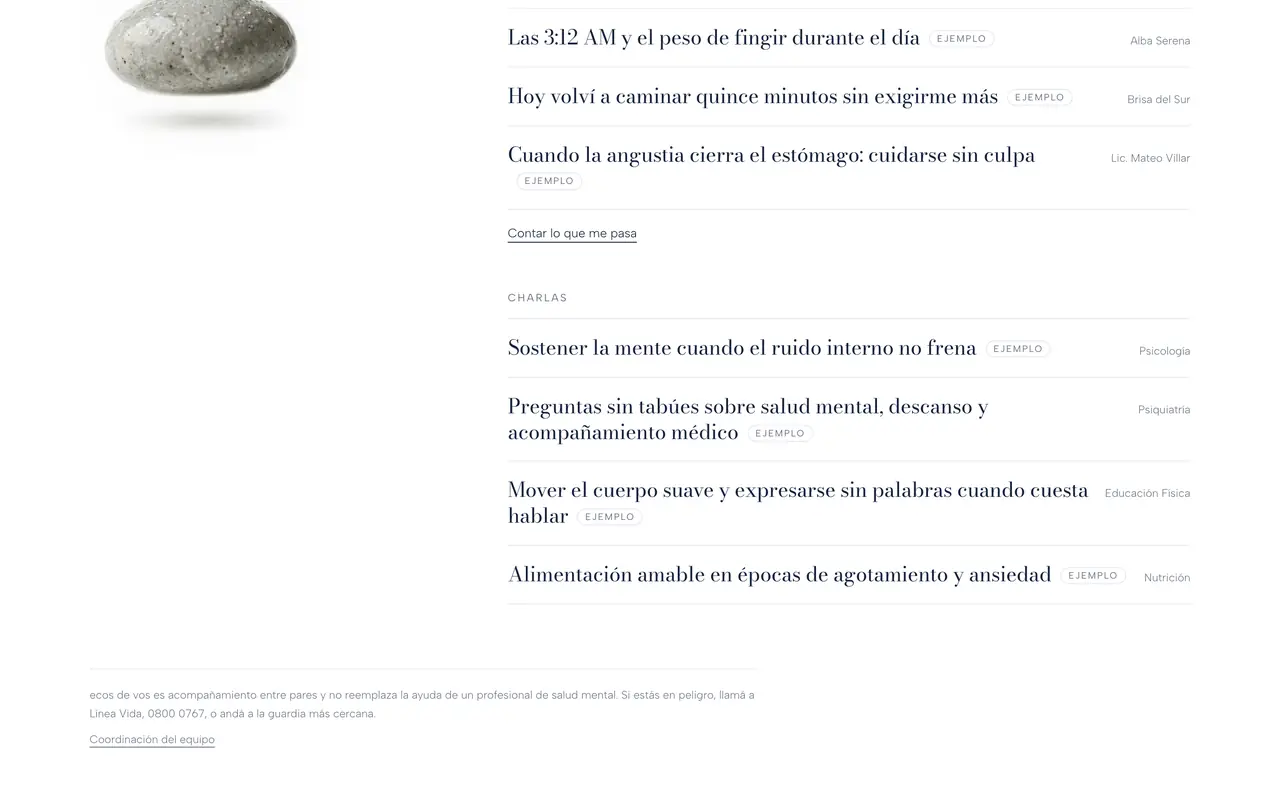 Las 3:12 AM y el peso de fingir durante el día EJEMPLO Alba Serena
Hoy volví a caminar quince minutos sin exigirme más EJEMPLO Brisa del Sur
Cuando la angustia cierra el estómago: cuidarse sin culpa Lic. Mateo Villar
EJEMPLO
Contar lo que me pasa
CHARLAS
Sostener la mente cuando el ruido interno no frena EJEMPLO Psicología
Preguntas sin tabúes sobre salud mental, descanso y Psiquiatría
acompañamiento médico EJEMPLO
Mover el cuerpo suave y expresarse sin palabras cuando cuesta Educación Física
hablar EJEMPLO
Alimentación amable en épocas de agotamiento y ansiedad EJEMPLO Nutrición
ecos de vos es acompañamiento entre pares y no reemplaza la ayuda de un profesional de salud mental. Si estás en peligro, llamá a
Línea Vida, 0800 0767, o andá a la guardia más cercana.
Coordinación del equipo